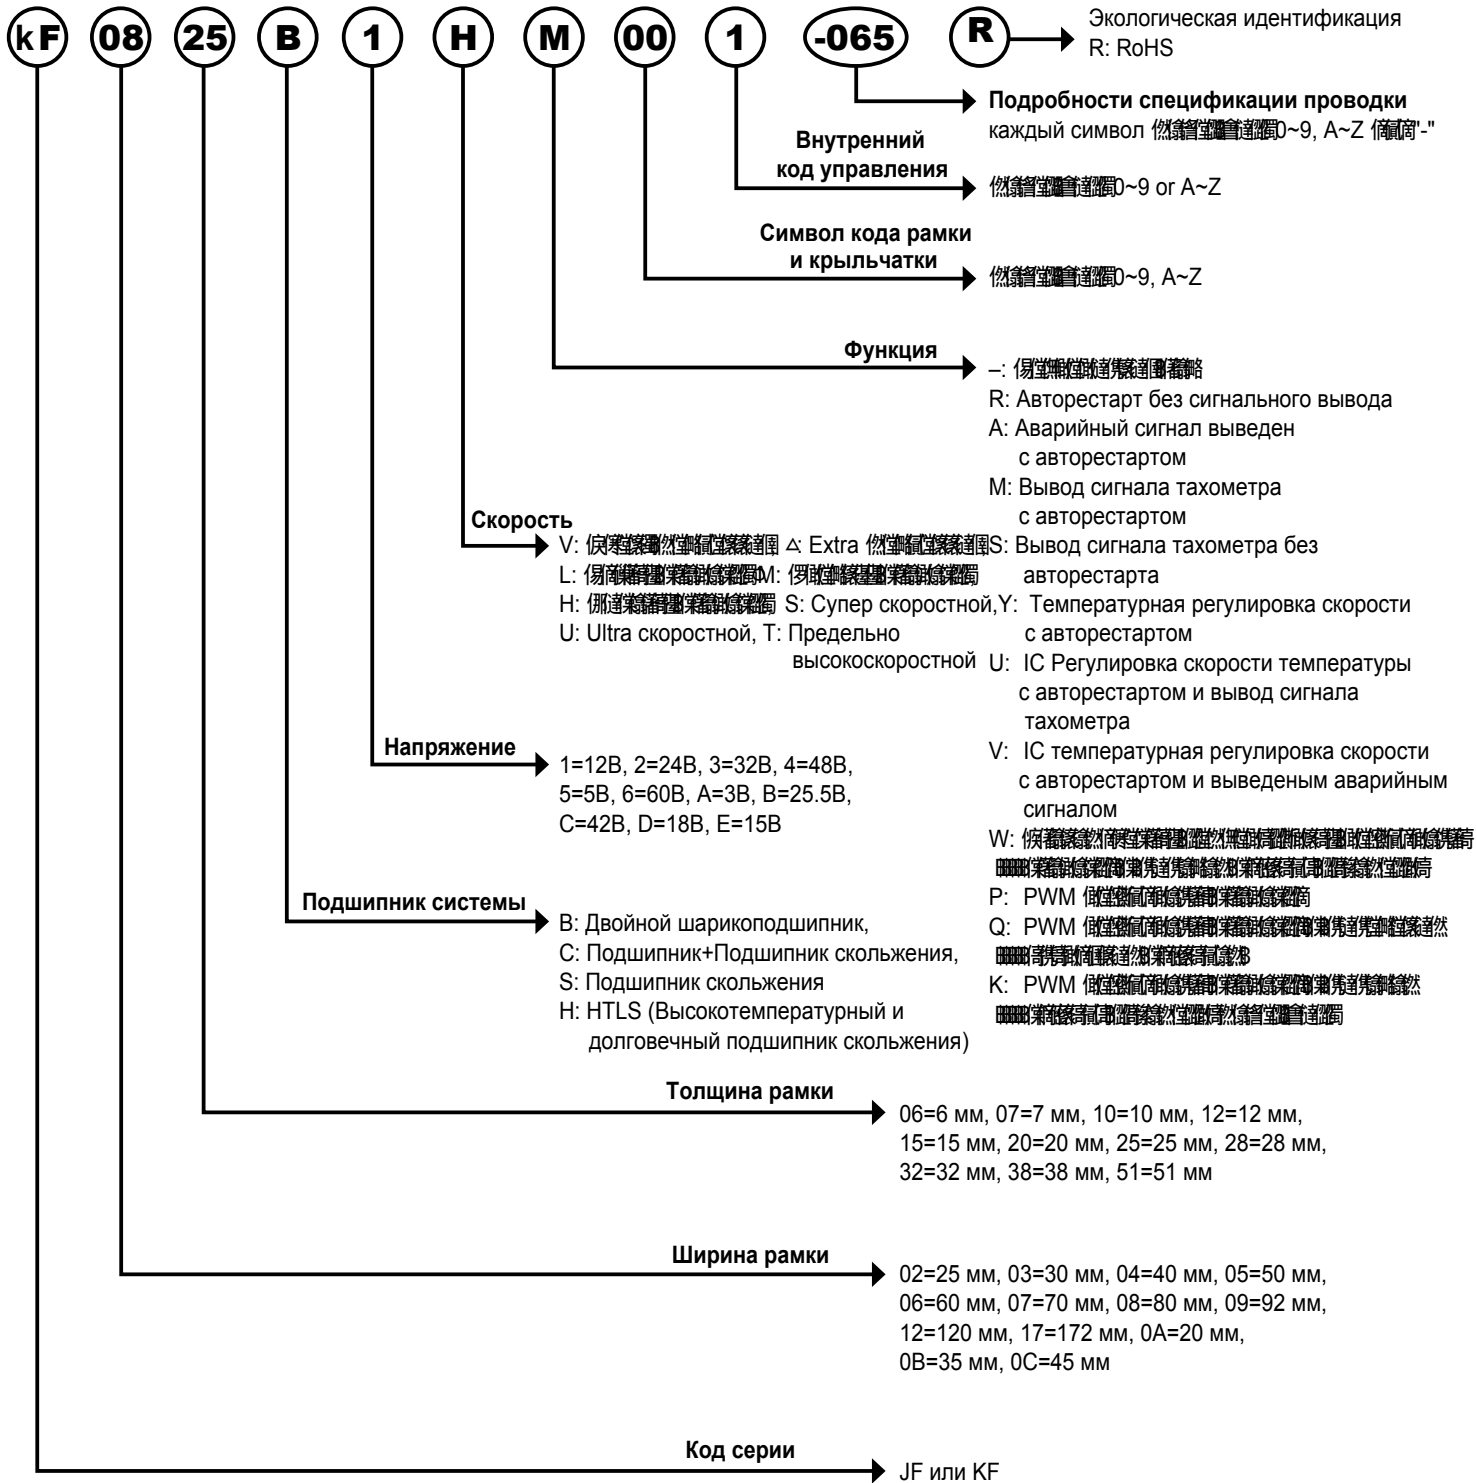 kF 08 25 B 1 H M 00 1 -065 R
Экологическая идентификация
R: RoHS
Подробности спецификации проводки
каждый символ 0~9, A~Z "-"
Внутренний
код управления
0~9 or A~Z
Символ кода рамки
и крыльчатки
0~9, A~Z
Функция
–:
R: Авторестарт без сигнального вывода
A: Аварийный сигнал выведен
с авторестартом
M: Вывод сигнала тахометра
с авторестартом
S: Вывод сигнала тахометра без
авторестарта
Y: Температурная регулировка скорости
с авторестартом
U: IC Регулировка скорости температуры
с авторестартом и вывод сигнала
тахометра
V: IC температурная регулировка скорости
с авторестартом и выведеным аварийным
сигналом
W:
P: PWM
Q: PWM
K: PWM
Скорость
V: Extra
L: M:
H: S: Супер скоростной,
U: Ultra скоростной, T: Предельно
высокоскоростной
Напряжение
1=12В, 2=24В, 3=32В, 4=48В,
5=5В, 6=60В, A=3В, B=25.5В,
C=42В, D=18В, E=15В
Подшипник системы
B: Двойной шарикоподшипник,
C: Подшипник+Подшипник скольжения,
S: Подшипник скольжения
H: HTLS (Высокотемпературный и
долговечный подшипник скольжения)
Толщина рамки
06=6 мм, 07=7 мм, 10=10 мм, 12=12 мм,
15=15 мм, 20=20 мм, 25=25 мм, 28=28 мм,
32=32 мм, 38=38 мм, 51=51 мм
Ширина рамки
02=25 мм, 03=30 мм, 04=40 мм, 05=50 мм,
06=60 мм, 07=70 мм, 08=80 мм, 09=92 мм,
12=120 мм, 17=172 мм, 0A=20 мм,
0B=35 мм, 0C=45 мм
Код серии
JF или KF